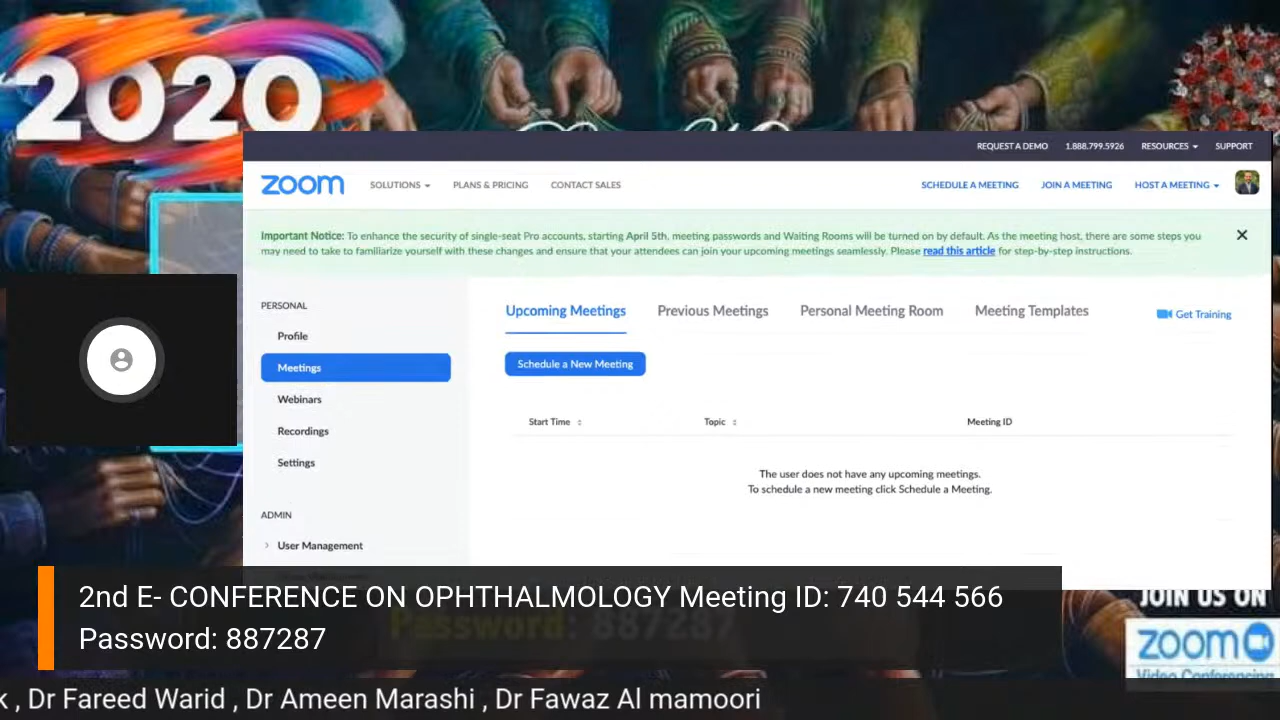 2020
REQUEST A DEMO 1.888.799.5926 RESOURCES SUPPORT
zoom SOLUTIONS PLANS & PRICING CONTACT SALES SCHEDULE A MEETING JOIN A MEETING HOST A MEETING
Important Notice: To enhance the security of single-seat Pro accounts, starting April 5th, meeting passwords and Waiting Rooms will be turned on by default. As the meeting host, there are some steps you
may need to take to familiarize yourself with these changes and ensure that your attendees can join your upcoming meetings seamlessly. Please read this article for step-by-step instructions.
PERSONAL
Profile
Meetings
Webinars
Recordings
Settings
ADMIN
User Management
Upcoming Meetings Previous Meetings Personal Meeting Room Meeting Templates Get Training
Schedule a New Meeting
Start Time Topic Meeting ID
The user does not have any upcoming meetings.
To schedule a new meeting click Schedule a Meeting.
2nd E- CONFERENCE ON OPHTHALMOLOGY Meeting ID: 740 544 566
Password: 887287
Password: 887287
JOIN US ON
zoom
Video Conferencing
k , Dr Fareed Warid , Dr Ameen Marashi , Dr Fawaz Al mamoori